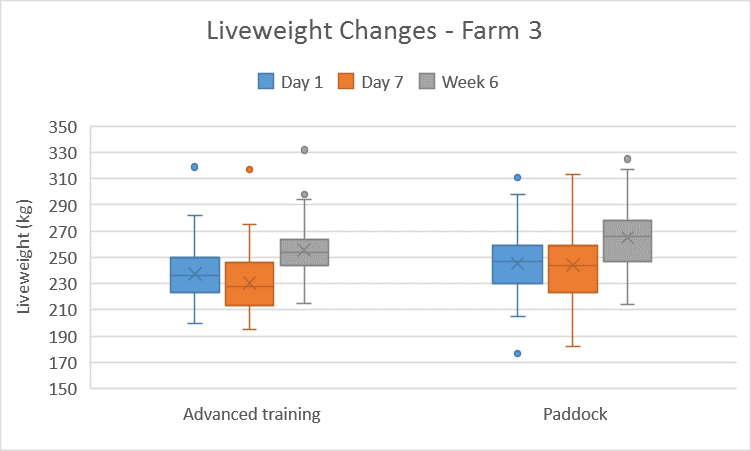 Liveweight Changes - Farm 3
Day 1 Day 7 Week 6
Liveweight (kg)
350
330
310
290
270
250
230
210
190
170
150
Advanced training Paddock